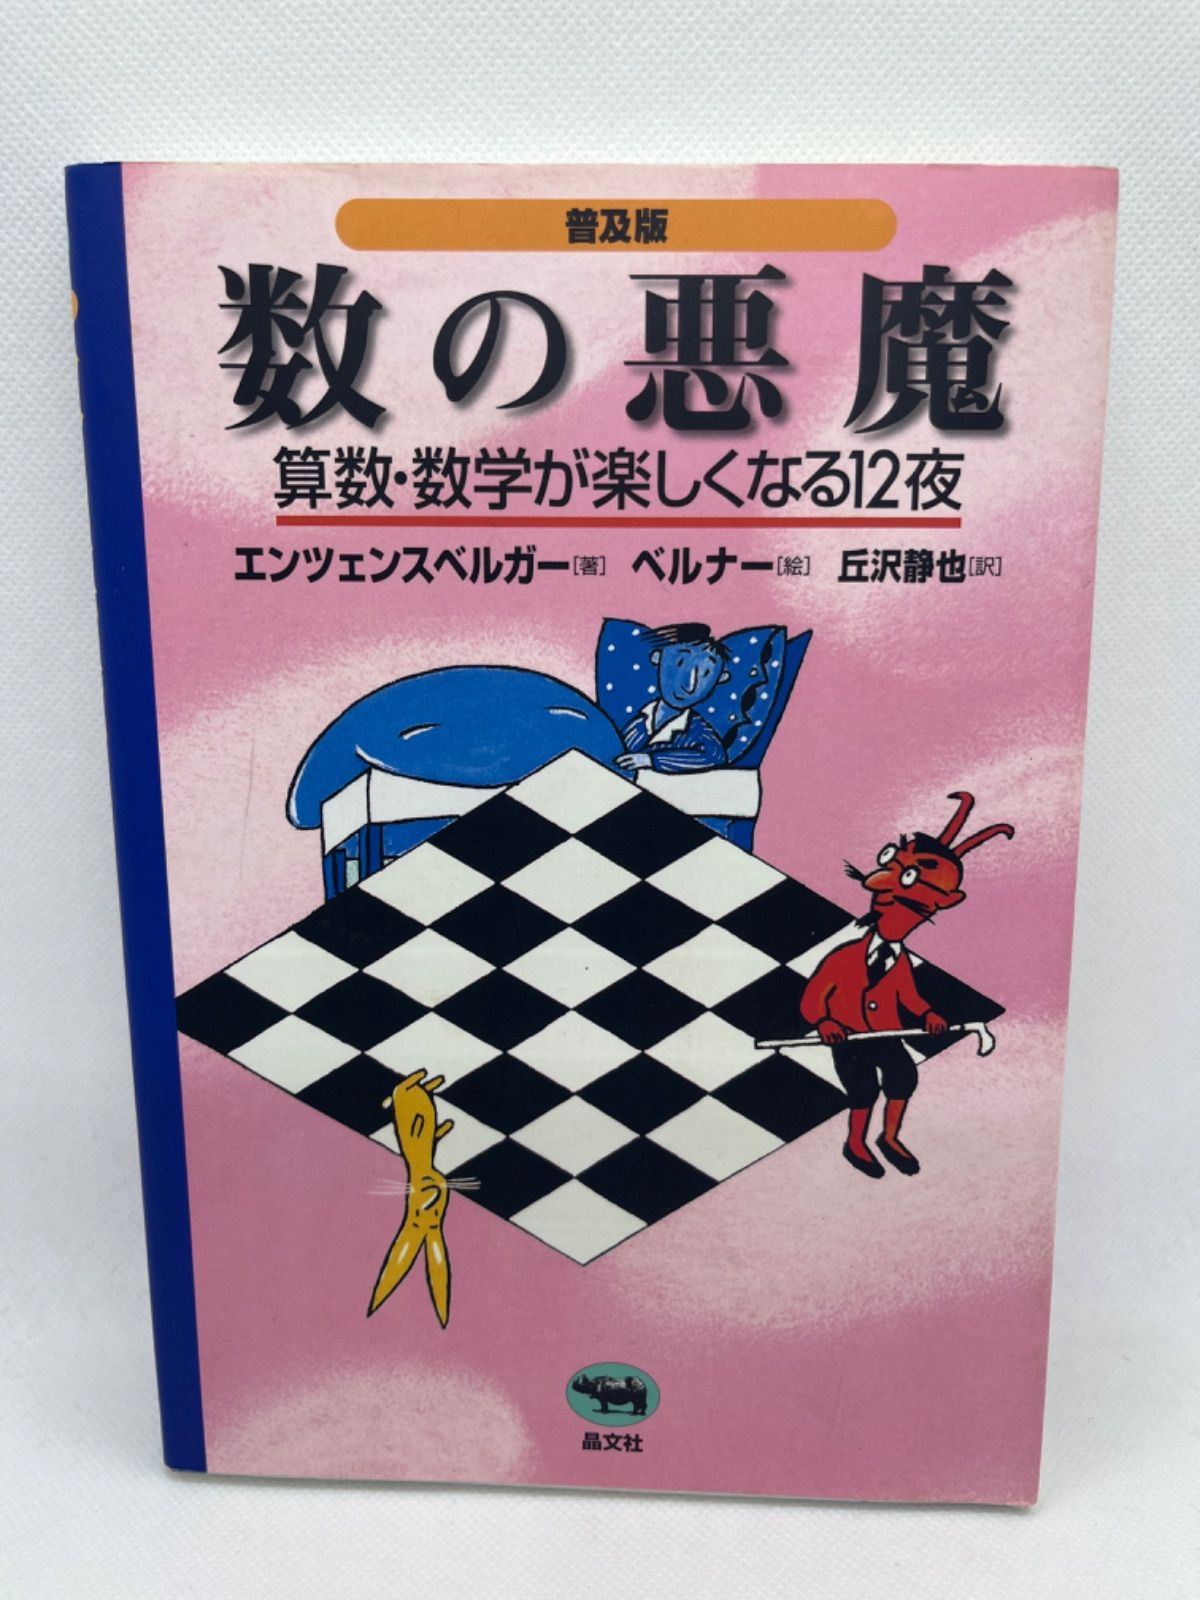 普及版
数の悪魔
算数・数学が楽しくなる12夜
エンツェンスベルガー[著] ベルナー[絵] 丘沢静也[訳]
晶文社